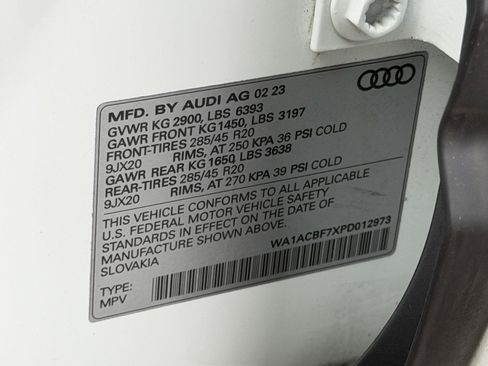 MFD. BY AUDI AG 02 23
GVWR KG 2900, LBS 6393
GAWR FRONT KG1450, LBS 3197
FRONT-TIRES 285/45 R20
9JX20 RIMS, AT 250 KPA 36 PSI COLD
GAWR REAR KG 1650, LBS 3638
REAR-TIRES 285/45 R20
9JX20 RIMS, AT 270 KPA 39 PSI COLD
THIS VEHICLE CONFORMS TO ALL APPLICABLE
U.S. FEDERAL MOTOR VEHICLE SAFETY
STANDARDS IN EFFECT ON THE DATE OF
MANUFACTURE SHOWN ABOVE.
SLOVAKIA
WA1ACBF7XPD012973
TYPE:
MPV